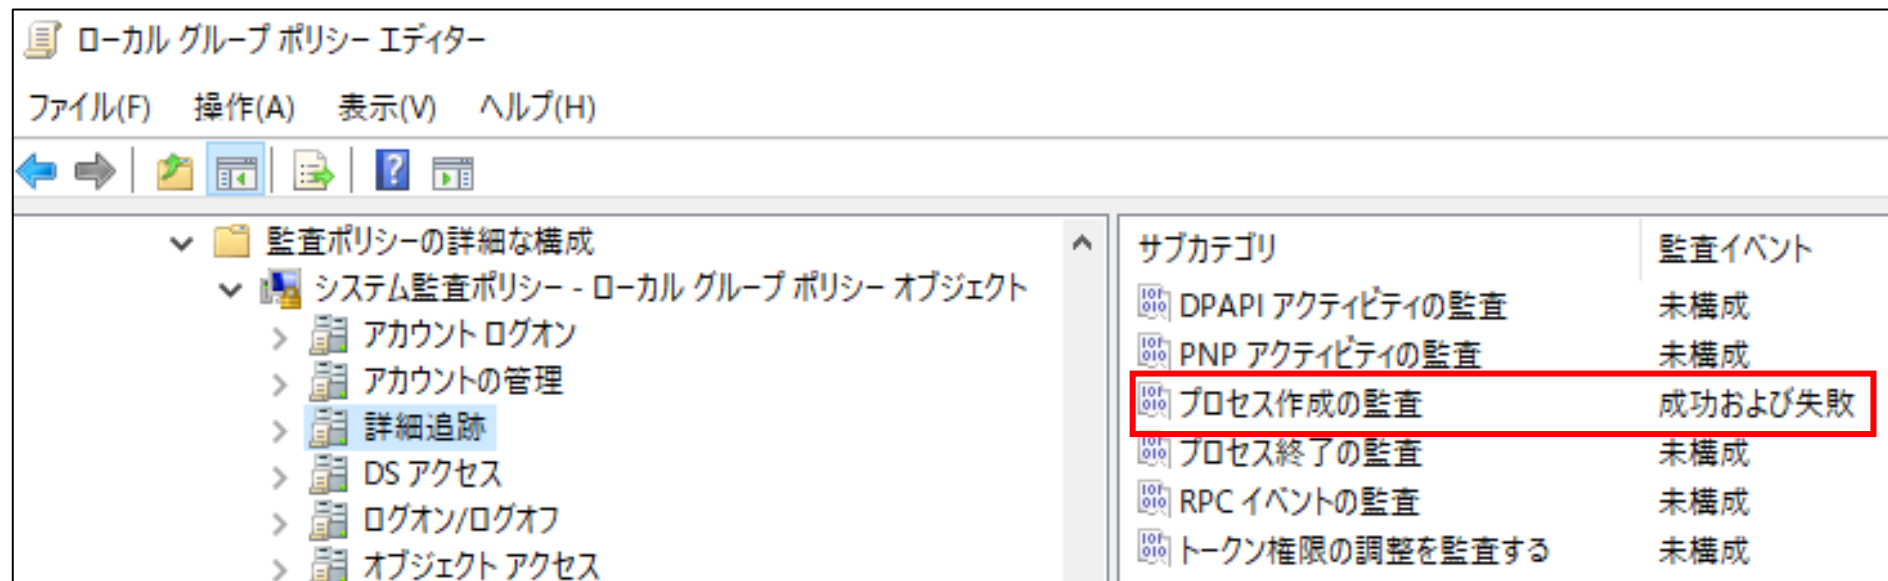 ローカル グループ ポリシー エディター
ファイル(F) 操作(A) 表示(V) ヘルプ(H)
監査ポリシーの詳細な構成
システム監査ポリシー - ローカル グループ ポリシー オブジェクト
アカウント ログオン
アカウントの管理
詳細追跡
DS アクセス
ログオン/ログオフ
オブジェクト アクセス
サブカテゴリ 監査イベント
DPAPI アクティビティの監査 未構成
PNP アクティビティの監査 未構成
プロセス作成の監査 成功および失敗
プロセス終了の監査 未構成
RPC イベントの監査 未構成
トークン権限の調整を監査する 未構成